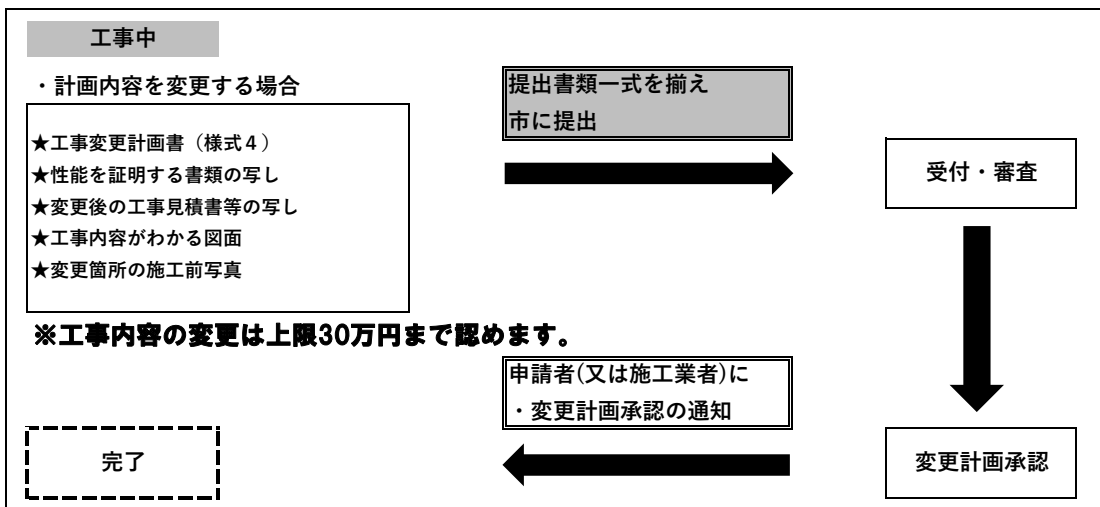 工事中
・計画内容を変更する場合
★工事変更計画書（様式４）
★性能を証明する書類の写し
★変更後の工事見積書等の写し
★工事内容がわかる図面
★変更箇所の施工前写真
※工事内容の変更は上限30万円まで認めます。
提出書類一式を揃え
市に提出
受付・審査
変更計画承認
申請者(又は施工業者)に
・変更計画承認の通知
完了